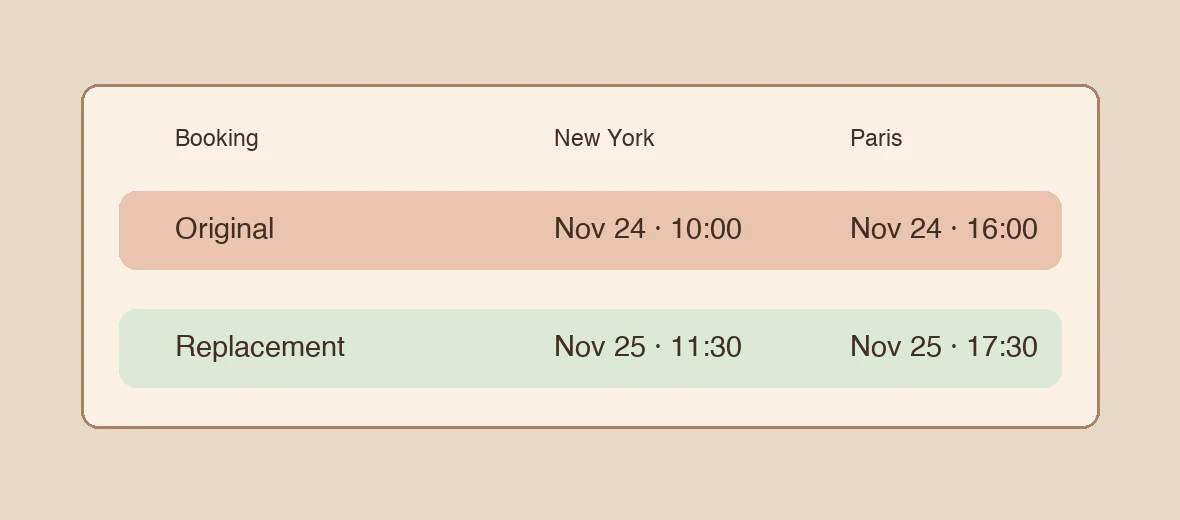 Booking New York Paris
Original Nov 24 · 10:00 Nov 24 · 16:00
Replacement Nov 25 · 11:30 Nov 25 · 17:30